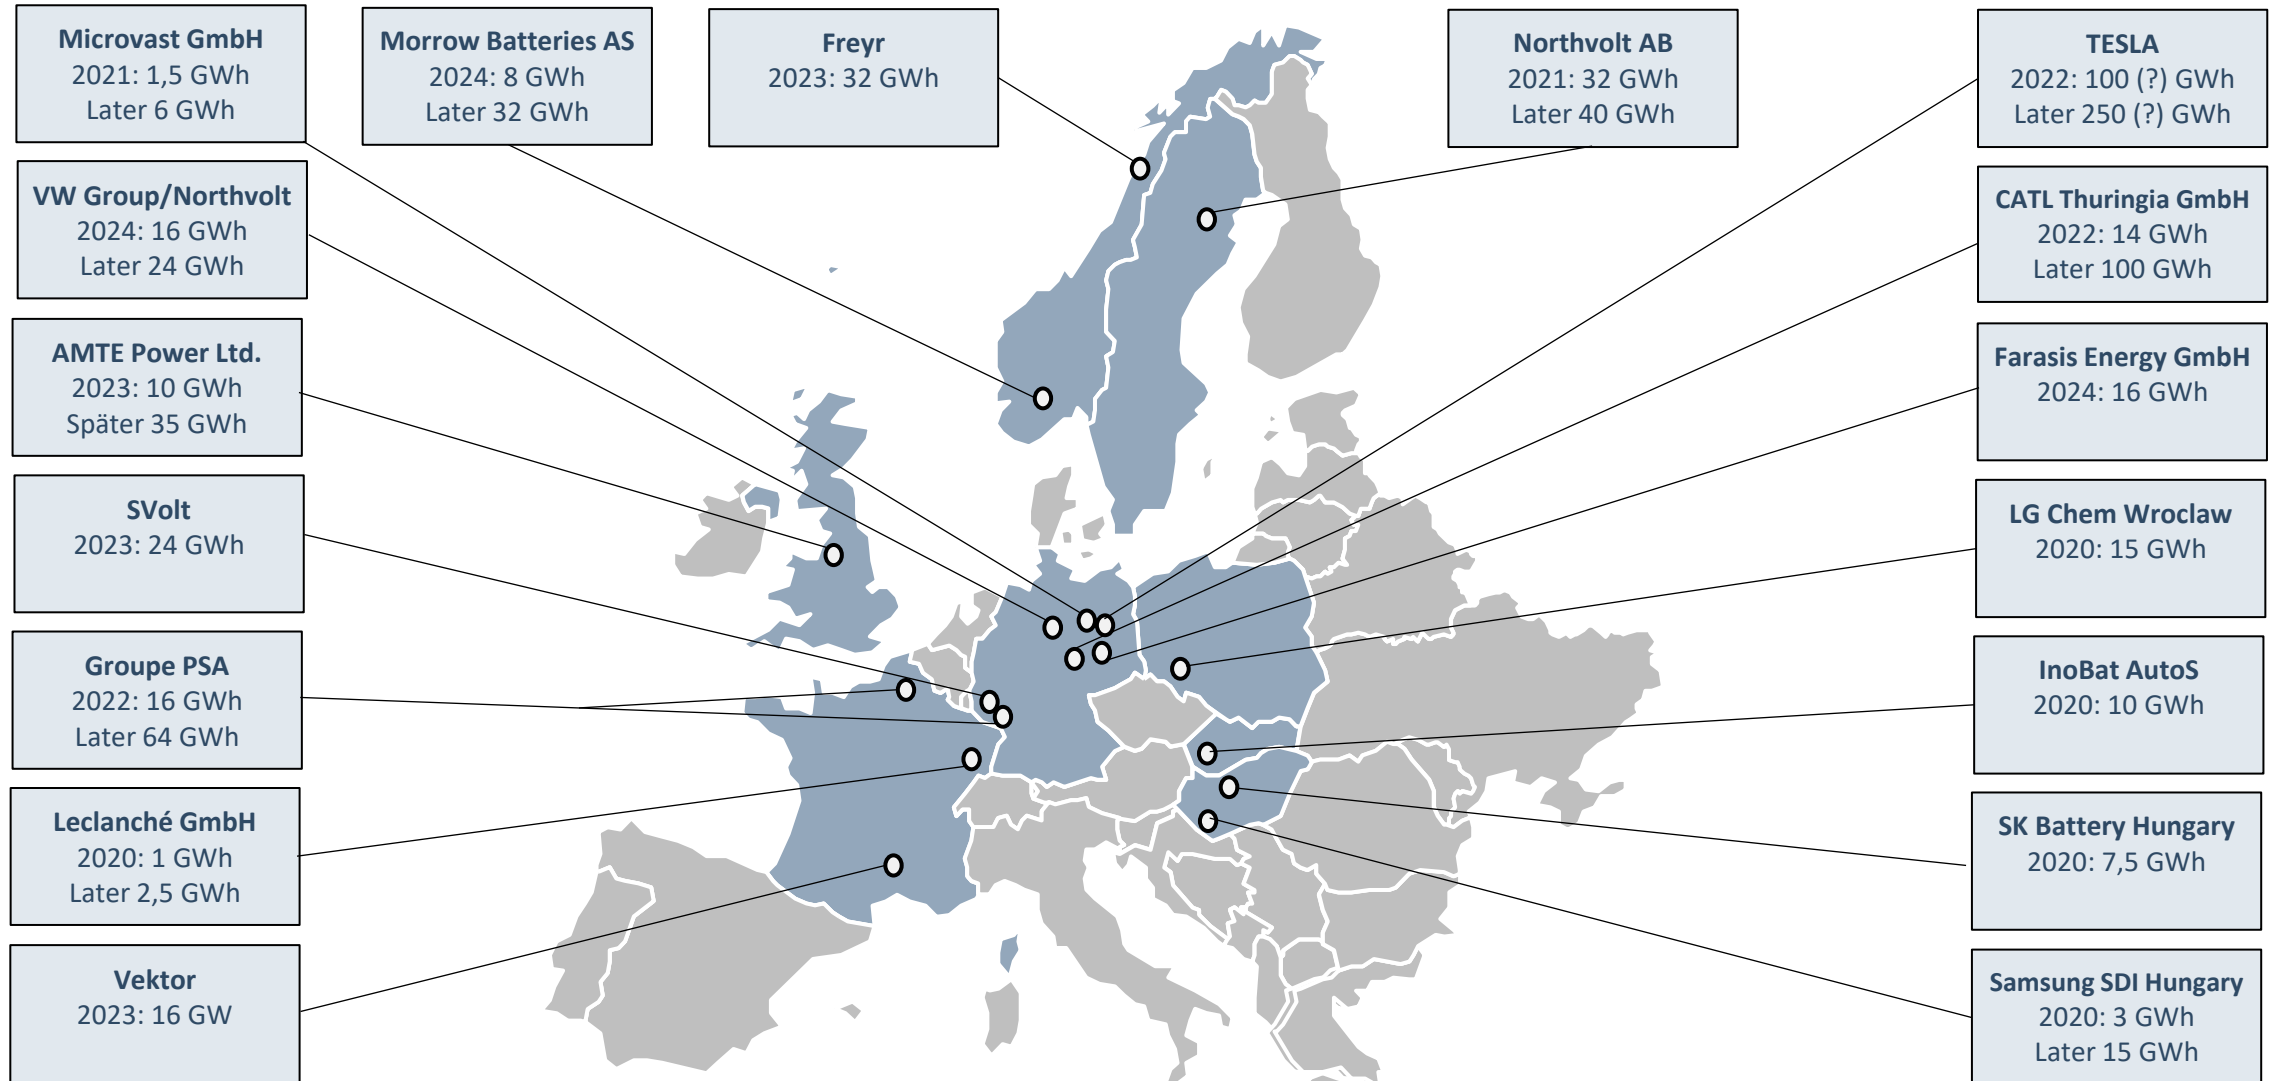 Microvast GmbH
2021: 1,5 GWh
Later 6 GWh
Morrow Batteries AS
2024: 8 GWh
Later 32 GWh
Freyr
2023: 32 GWh
Northvolt AB
2021: 32 GWh
Later 40 GWh
TESLA
2022: 100 (?) GWh
Later 250 (?) GWh
VW Group/Northvolt
2024: 16 GWh
Later 24 GWh
CATL Thuringia GmbH
2022: 14 GWh
Later 100 GWh
AMTE Power Ltd.
2023: 10 GWh
Später 35 GWh
Farasis Energy GmbH
2024: 16 GWh
SVolt
2023: 24 GWh
LG Chem Wroclaw
2020: 15 GWh
Groupe PSA
2022: 16 GWh
Later 64 GWh
InoBat AutoS
2020: 10 GWh
Leclanché GmbH
2020: 1 GWh
Later 2,5 GWh
SK Battery Hungary
2020: 7,5 GWh
Vektor
2023: 16 GW
Samsung SDI Hungary
2020: 3 GWh
Later 15 GWh